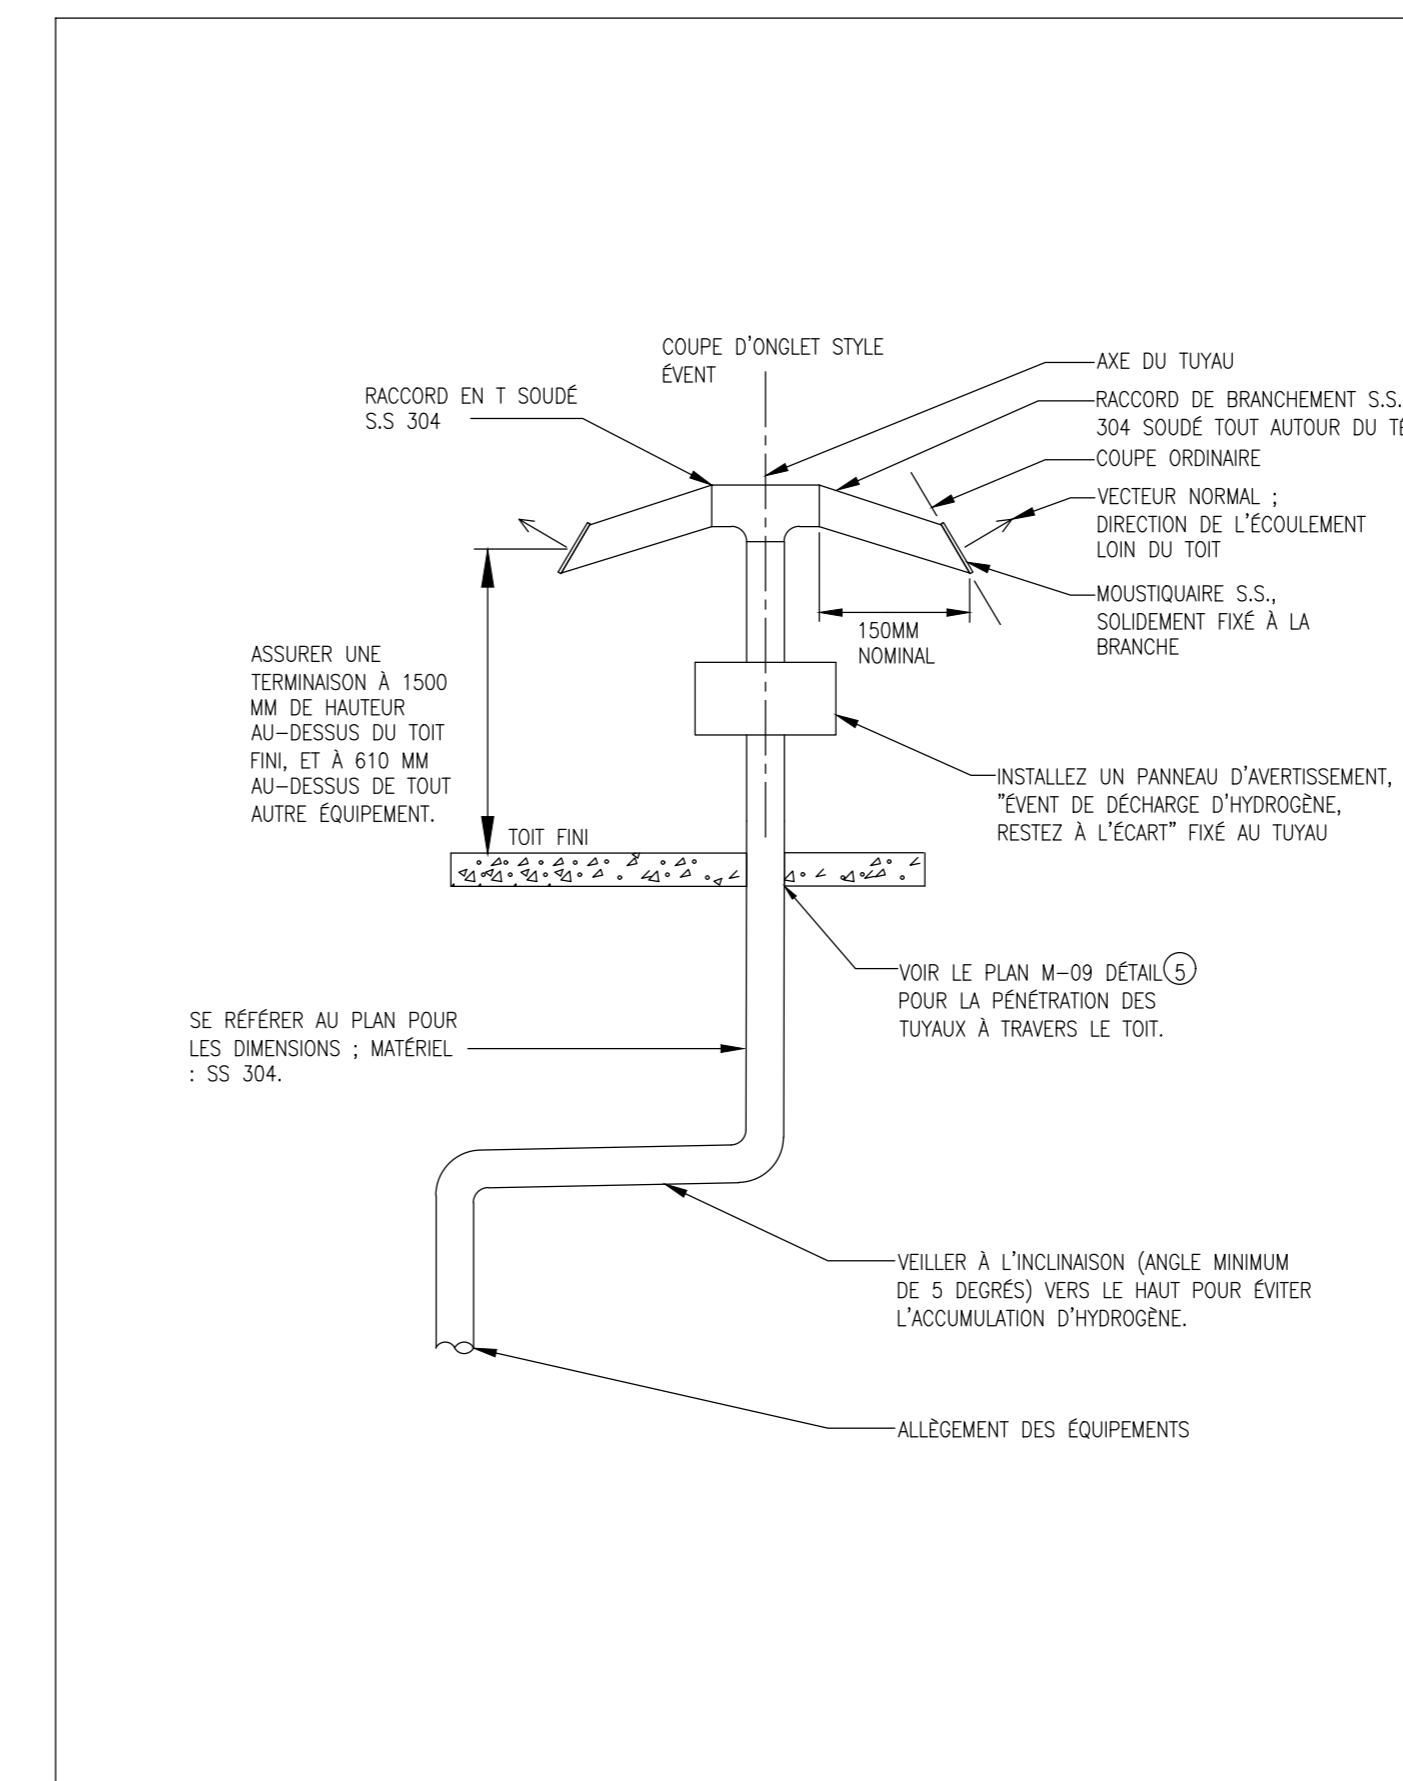 COUPE D'ONGLET STYLE
ÉVENT
RACCORD EN T SOUDÉ
S.S 304
AXE DU TUYAU
RACCORD DE BRANCHEMENT S.S.
304 SOUDÉ TOUT AUTOUR DU
COUPE ORDINAIRE
VECTEUR NORMAL ;
DIRECTION DE L'ÉCOULEMENT
LOIN DU TOIT
MOUSTIQUAIRE S.S.,
SOLIDEMENT FIXÉ À LA
BRANCHE
150MM
NOMINAL
ASSURER UNE
TERMINAISON À 1500
MM DE HAUTEUR
AU-DESSUS DU TOIT
FINI, ET À 610 MM
AU-DESSUS DE TOUT
AUTRE ÉQUIPEMENT.
INSTALLEZ UN PANNEAU D'AVERTISSEMENT,
"ÉVENT DE DÉCHARGE D'HYDROGÈNE,
RESTEZ À L'ÉCART" FIXÉ AU TUYAU
TOIT FINI
VOIR LE PLAN M-09 DÉTAIL 5
POUR LA PÉNÉTRATION DES
TUYAUX À TRAVERS LE TOIT.
SE RÉFÉRER AU PLAN POUR
LES DIMENSIONS ; MATÉRIEL
: SS 304.
VEILLER À L'INCLINAISON (ANGLE MINIMUM
DE 5 DEGRÉS) VERS LE HAUT POUR ÉVITER
L'ACCUMULATION D'HYDROGÈNE.
ALLÈGEMENT DES ÉQUIPEMENTS